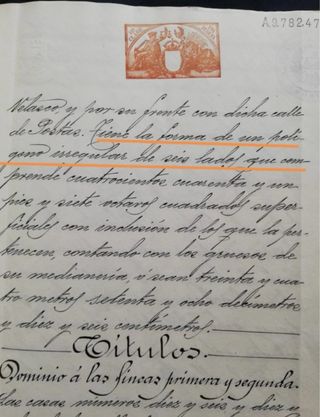 A.978.247
Velasco, y por su frente con dicha calle
de Postas. Tiene la forma de un polí-
gono irregular de seis lados que com-
prende cuatrocientos cuarenta y un
pies y siete octavos cuadrados super-
ficiales con inclusión de los que la per-
tenecen, contando con los gruesos de
su medianería, ó sean treinta y cua-
tro metros setenta y ocho decímetros
y diez y seis centímetros.
Títulos.
Dominio á las fincas primera y segunda.
Las casas números diez y seis, y diez y